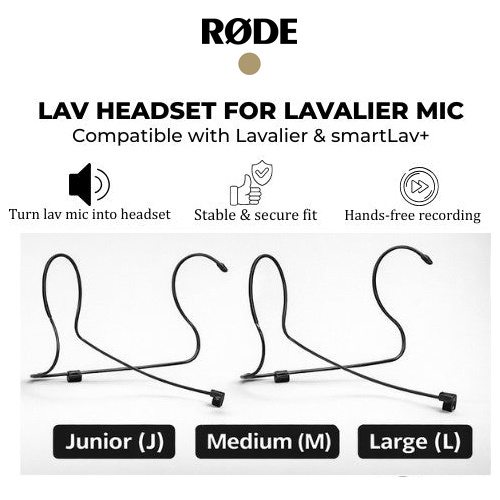 RØDE
LAV HEADSET FOR LAVALIER MIC
Compatible with Lavalier & smartLav+
Turn lav mic into headset
Stable & secure fit
Hands-free recording
Junior (J)
Medium (M)
Large (L)